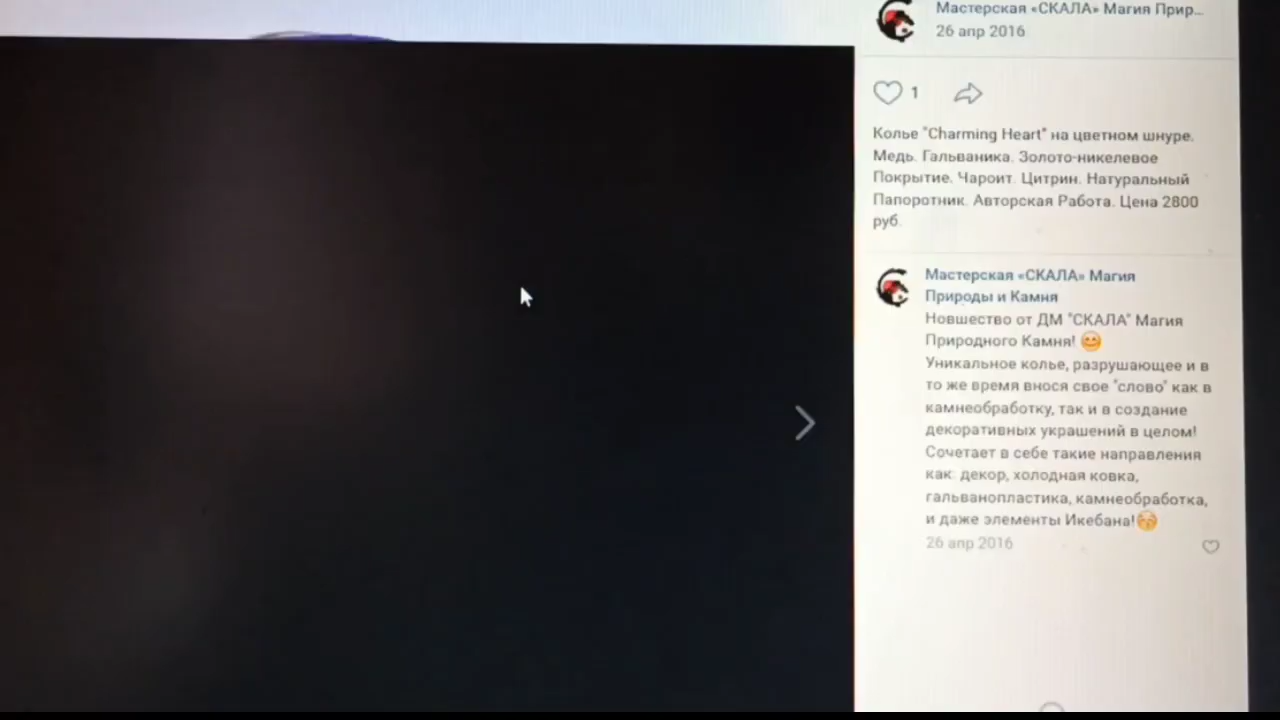 Мастерская «СКАЛА» Магия Прир...
26 апр 2016
1
Колье "Charming Heart" на цветном шнуре.
Медь. Гальваника. Золото-никелевое
Покрытие. Чароит. Цитрин. Натуральный
Папоротник. Авторская Работа. Цена 2800
руб.
Мастерская «СКАЛА» Магия
Природы и Камня
Новшество от ДМ "СКАЛА" Магия
Природного Камня! 😊
Уникальное колье, разрушающее и в
то же время внося свое "слово" как в
камнеобработку, так и в создание
декоративных украшений в целом!
Сочетает в себе такие направления
как: декор, холодная ковка,
гальванопластика, камнеобработка,
и даже элементы Икебана!😚
26 апр 2016